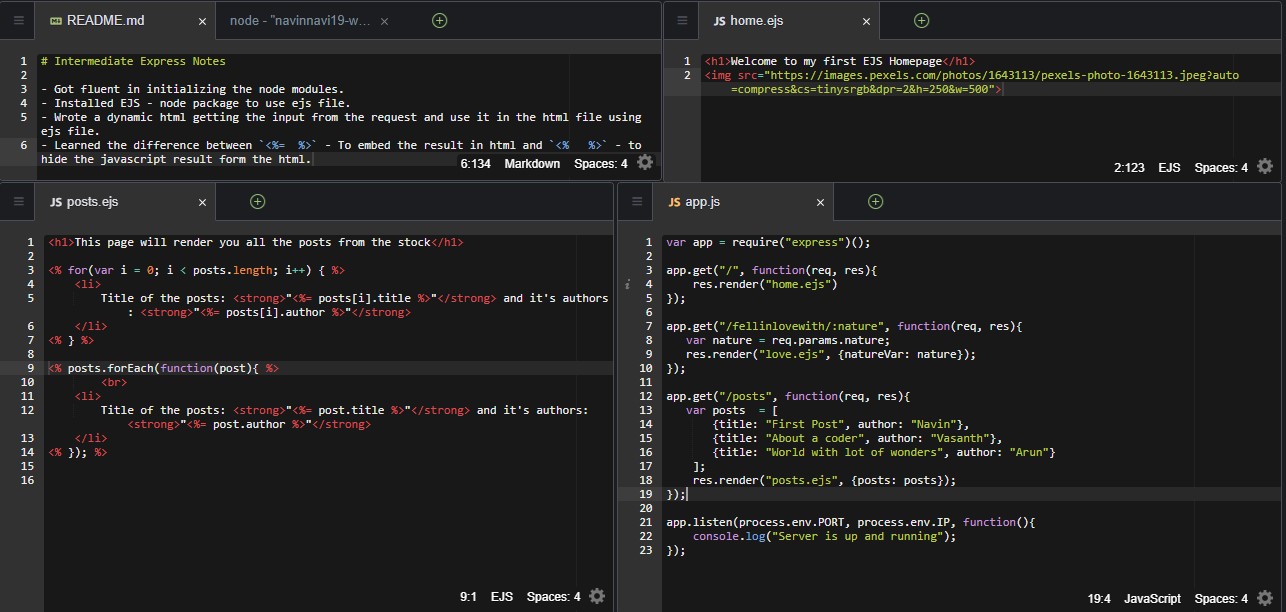 README.md
node - "navinnavi19-w...
home.ejs
1 # Intermediate Express Notes
2
3 - Got fluent in initializing the node modules.
4 - Installed EJS - node package to use ejs file.
5 - Wrote a dynamic html getting the input from the request and use it in the html file using
ejs file.
6 - Learned the difference between `<%=  %>` - To embed the result in html and `<%   %>` - to
hide the javascript result form the html.
6:134 Markdown Spaces: 4
1 <h1>Welcome to my first EJS Homepage</h1>
2 <img src="https://images.pexels.com/photos/1643113/pexels-photo-1643113.jpeg?auto
=compress&cs=tinysrgb&dpr=2&h=250&w=500">
2:123 EJS Spaces: 4
JS posts.ejs
1 <h1>This page will render you all the posts from the stock</h1>
2
3 <% for(var i = 0; i < posts.length; i++) { %>
4     <li>
5         Title of the posts: <strong>"<%= posts[i].title %>"</strong> and it's authors
: <strong>"<%= posts[i].author %>"</strong>
6     </li>
7 <% } %>
8
9 <% posts.forEach(function(post){ %>
10         <br>
11     <li>
12         Title of the posts: <strong>"<%= post.title %>"</strong> and it's authors:
<strong>"<%= post.author %>"</strong>
13     </li>
14 <% }); %>
15
16
9:1 EJS Spaces: 4
JS app.js
1 var app = require("express")();
2
3 app.get("/", function(req, res){
4     res.render("home.ejs")
5 });
6
7 app.get("/fellinlovewith/:nature", function(req, res){
8    var nature = req.params.nature;
9    res.render("love.ejs", {natureVar: nature});
10 });
11
12 app.get("/posts", function(req, res){
13    var posts  = [
14        {title: "First Post", author: "Navin"},
15        {title: "About a coder", author: "Vasanth"},
16        {title: "World with lot of wonders", author: "Arun"}
17     ];
18     res.render("posts.ejs", {posts: posts});
19 });
20
21 app.listen(process.env.PORT, process.env.IP, function(){
22     console.log("Server is up and running");
23 });
19:4 JavaScript Spaces: 4